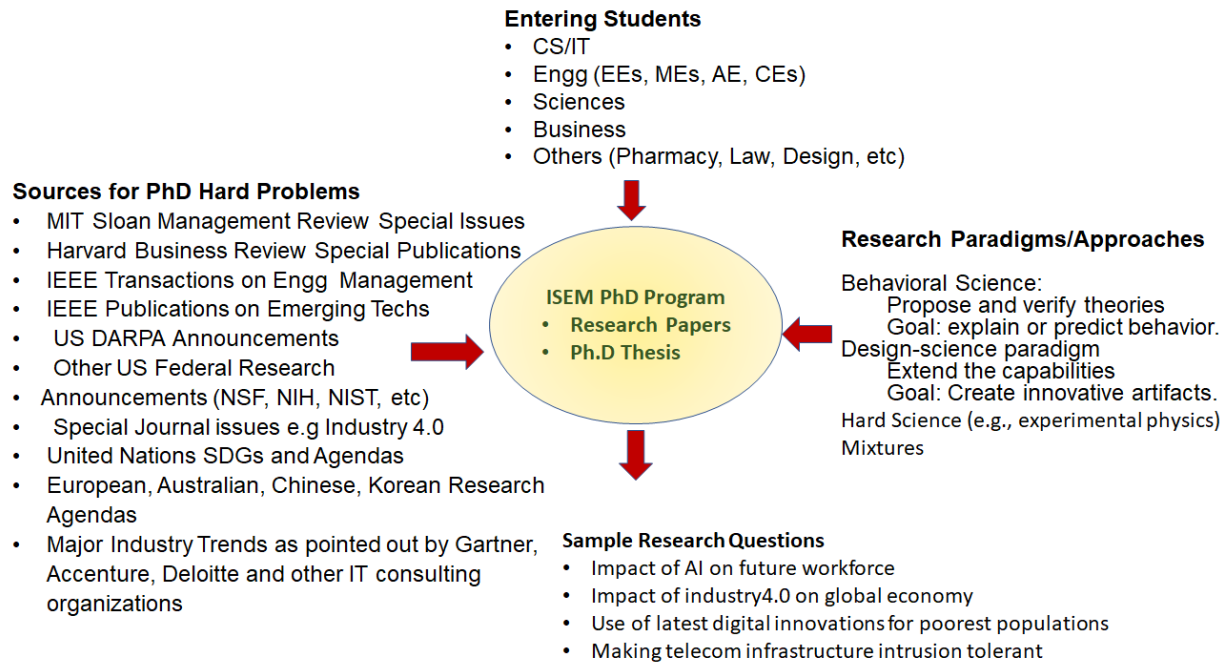 Entering Students
• CS/IT
• Engg (EEs, MEs, AE, CEs)
• Sciences
• Business
• Others (Pharmacy, Law, Design, etc)
Sources for PhD Hard Problems
• MIT Sloan Management Review Special Issues
• Harvard Business Review Special Publications
• IEEE Transactions on Engg Management
• IEEE Publications on Emerging Techs
• US DARPA Announcements
• Other US Federal Research
• Announcements (NSF, NIH, NIST, etc)
• Special Journal issues e.g Industry 4.0
• United Nations SDGs and Agendas
• European, Australian, Chinese, Korean Research
Agendas
• Major Industry Trends as pointed out by Gartner,
Accenture, Deloitte and other IT consulting
organizations
ISEM PhD Program
• Research Papers
• Ph.D Thesis
Research Paradigms/Approaches
Behavioral Science:
Propose and verify theories
Goal: explain or predict behavior.
Design-science paradigm
Extend the capabilities
Goal: Create innovative artifacts.
Hard Science (e.g., experimental physics)
Mixtures
Sample Research Questions
• Impact of AI on future workforce
• Impact of industry4.0 on global economy
• Use of latest digital innovations for poorest populations
• Making telecom infrastructure intrusion tolerant